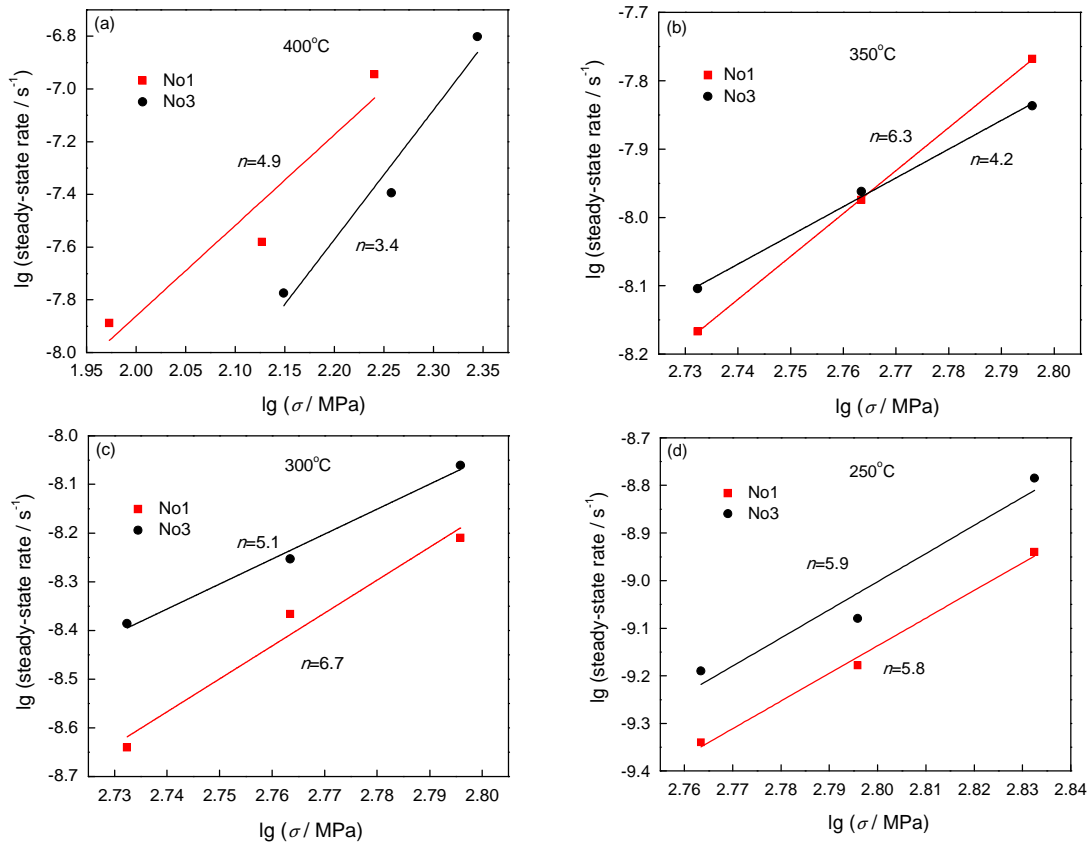 (a)
400°C
No1
No3
n=4.9
n=3.4
-6.8
-7.0
-7.2
-7.4
-7.6
-7.8
-8.0
1.95 2.00 2.05 2.10 2.15 2.20 2.25 2.30 2.35
lg (steady-state rate / s⁻¹)
lg (σ / MPa)
(b)
350°C
No1
No3
n=6.3
n=4.2
-7.7
-7.8
-7.9
-8.0
-8.1
-8.2
2.73 2.74 2.75 2.76 2.77 2.78 2.79 2.80
lg (steady-state rate / s⁻¹)
lg (σ / MPa)
(c)
300°C
No1
No3
n=5.1
n=6.7
-8.0
-8.1
-8.2
-8.3
-8.4
-8.5
-8.6
-8.7
2.73 2.74 2.75 2.76 2.77 2.78 2.79 2.80
lg (steady-state rate / s⁻¹)
lg (σ / MPa)
(d)
250°C
No1
No3
n=5.9
n=5.8
-8.7
-8.8
-8.9
-9.0
-9.1
-9.2
-9.3
-9.4
2.76 2.77 2.78 2.79 2.80 2.81 2.82 2.83 2.84
lg (steady-state rate / s⁻¹)
lg (σ / MPa)